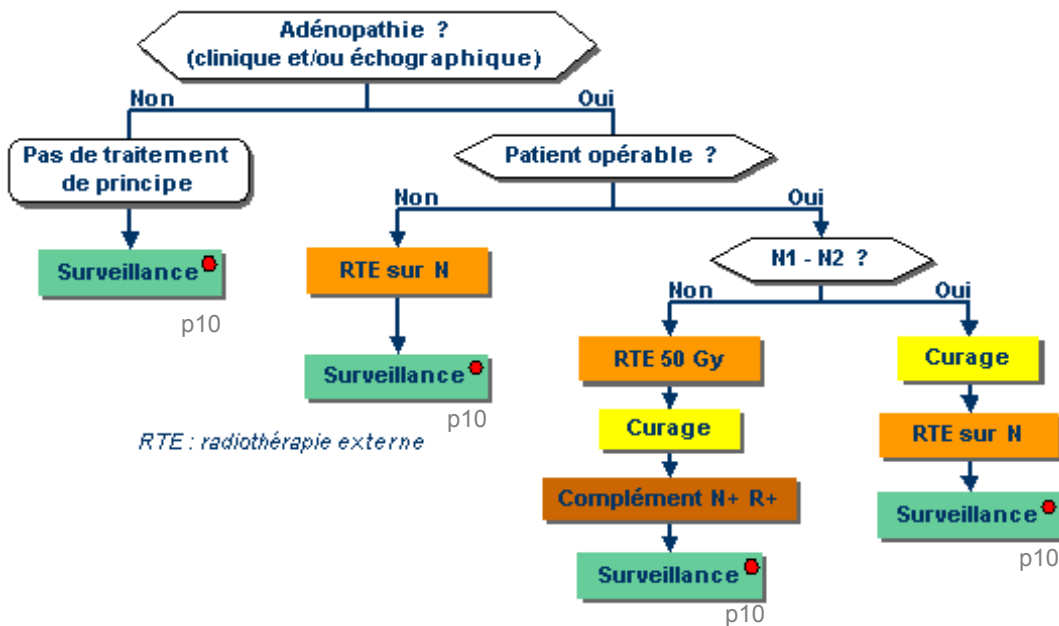 Adénopathie ?
(clinique et/ou échographique)
Non
Oui
Pas de traitement
de principe
Patient opérable ?
Non
Oui
Surveillance
p10
RTE sur N
N1 - N2 ?
Non
Oui
Surveillance
p10
RTE 50 Gy
Curage
Curage
RTE sur N
RTE : radiothérapie externe
Complément N+ R+
Surveillance
p10
Surveillance
p10